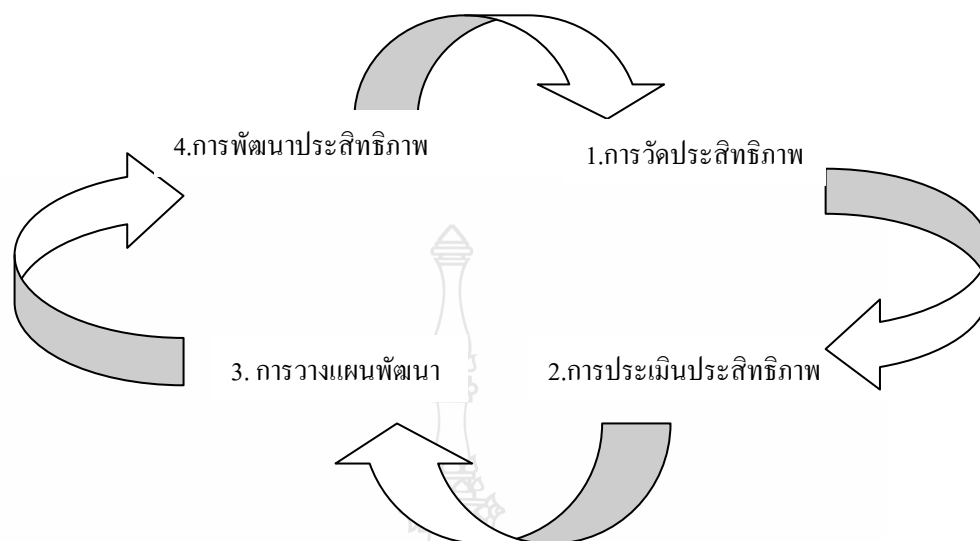 4.การพัฒนาประสิทธิภาพ
1.การวัดประสิทธิภาพ
3. การวางแผนพัฒนา
2.การประเมินประสิทธิภาพ